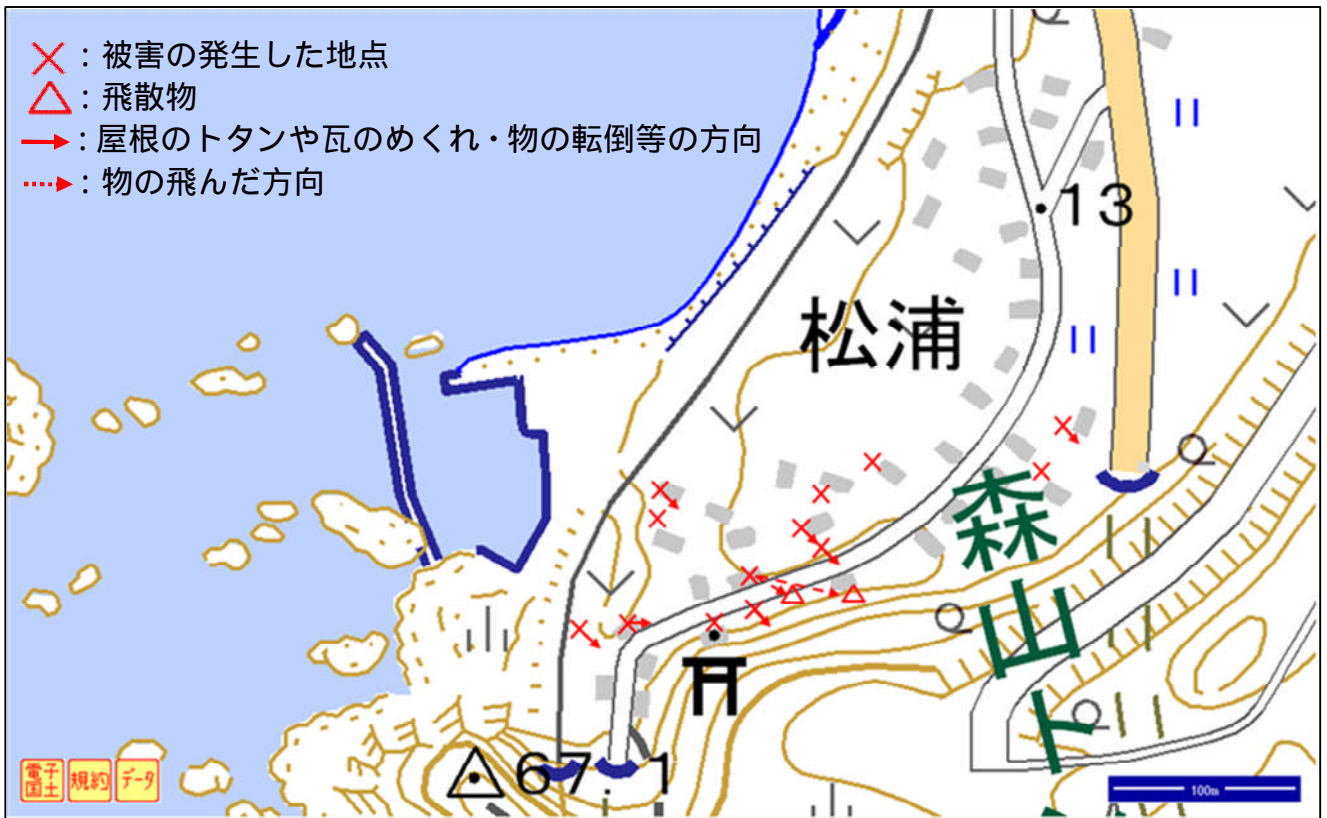 ×：被害の発生した地点
△：飛散物
→：屋根のトタンや瓦のめくれ・物の転倒等の方向
：物の飛んだ方向
13
松浦
森山ト
67.1
電子国土
規約
データ
100m